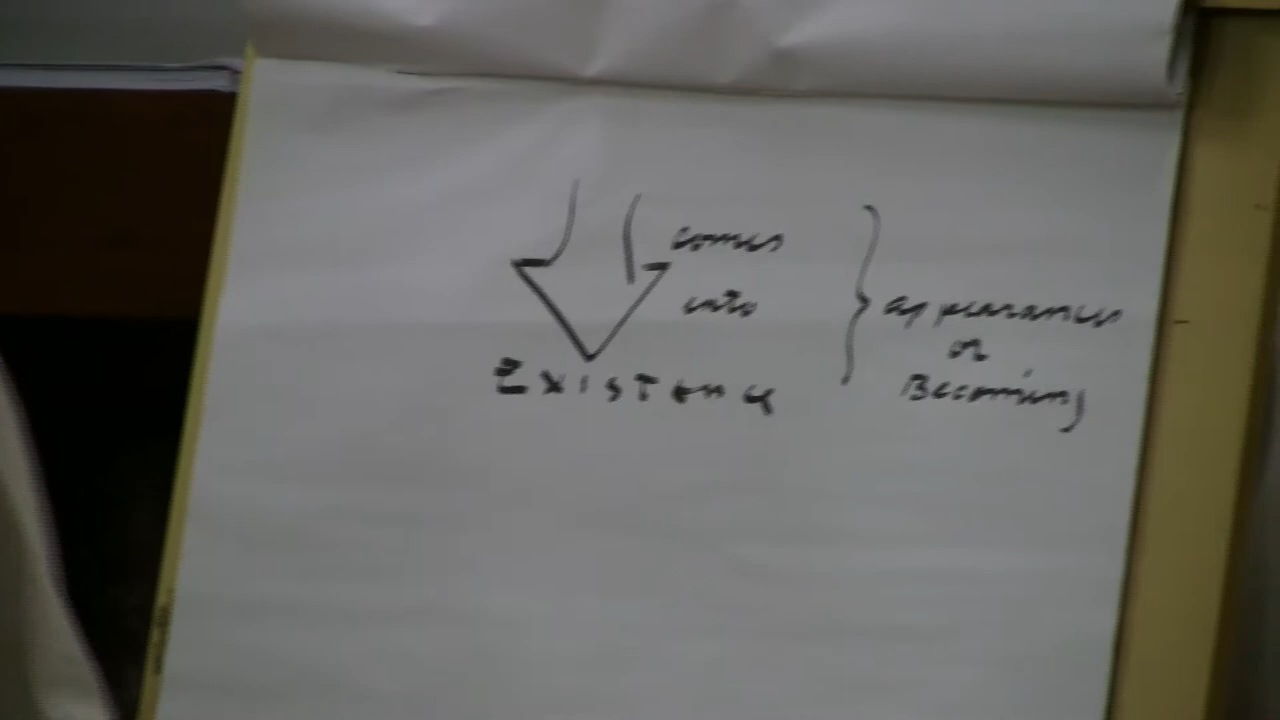 comes
into
Existence
appearances
or
Becoming